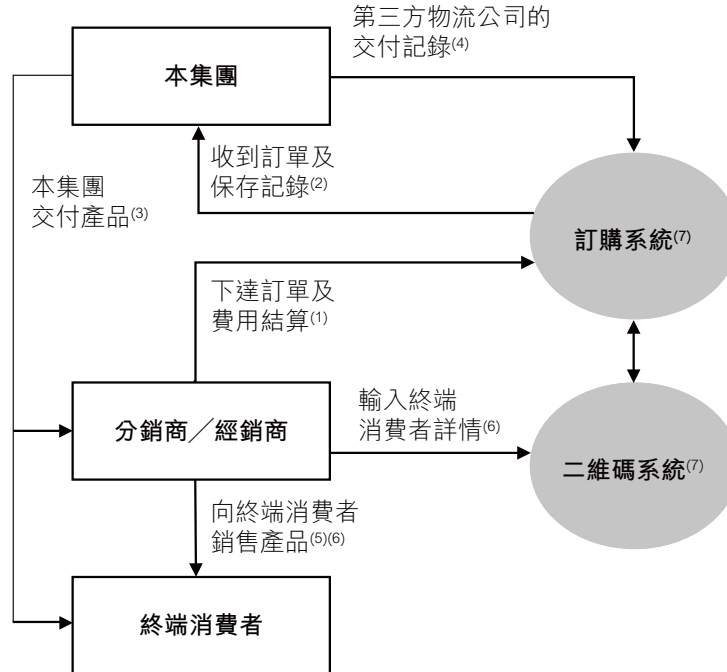 第三方物流公司的
交付記錄(4)
本集團
收到訂單及
保存記錄(2)
本集團
交付產品(3)
訂購系統(7)
下達訂單及
費用結算(1)
輸入終端
消費者詳情(6)
分銷商／經銷商
二維碼系統(7)
向終端消費者
銷售產品(5)(6)
終端消費者